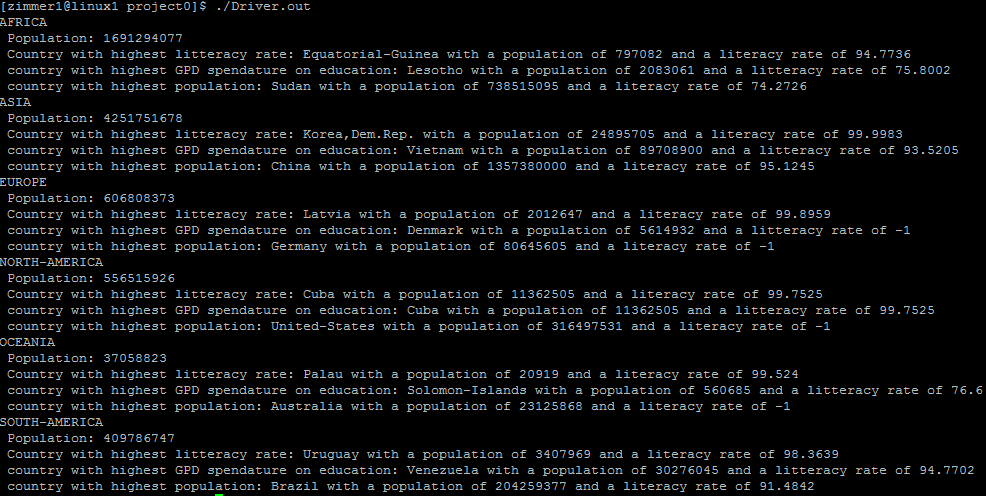 [zimmer1@linux1 project0]$ ./Driver.out
AFRICA
Population: 1691294077
Country with highest litteracy rate: Equatorial-Guinea with a population of 797082 and a literacy rate of 94.7736
country with highest GPD spendature on education: Lesotho with a population of 2083061 and a litteracy rate of 75.8002
country with highest population: Sudan with a population of 738515095 and a literacy rate of 74.2726
ASIA
Population: 4251751678
Country with highest litteracy rate: Korea,Dem.Rep. with a population of 24895705 and a literacy rate of 99.9983
country with highest GPD spendature on education: Vietnam with a population of 89708900 and a litteracy rate of 93.5205
country with highest population: China with a population of 1357380000 and a literacy rate of 95.1245
EUROPE
Population: 606808373
Country with highest litteracy rate: Latvia with a population of 2012647 and a literacy rate of 99.8959
country with highest GPD spendature on education: Denmark with a population of 5614932 and a litteracy rate of -1
country with highest population: Germany with a population of 80645605 and a literacy rate of -1
NORTH-AMERICA
Population: 556515926
Country with highest litteracy rate: Cuba with a population of 11362505 and a literacy rate of 99.7525
country with highest GPD spendature on education: Cuba with a population of 11362505 and a litteracy rate of 99.7525
country with highest population: United-States with a population of 316497531 and a literacy rate of -1
OCEANIA
Population: 37058823
Country with highest litteracy rate: Palau with a population of 20919 and a literacy rate of 99.524
country with highest GPD spendature on education: Solomon-Islands with a population of 560685 and a litteracy rate of 76.6
country with highest population: Australia with a population of 23125868 and a literacy rate of -1
SOUTH-AMERICA
Population: 409786747
Country with highest litteracy rate: Uruguay with a population of 3407969 and a literacy rate of 98.3639
country with highest GPD spendature on education: Venezuela with a population of 30276045 and a litteracy rate of 94.7702
country with highest population: Brazil with a population of 204259377 and a literacy rate of 91.4842